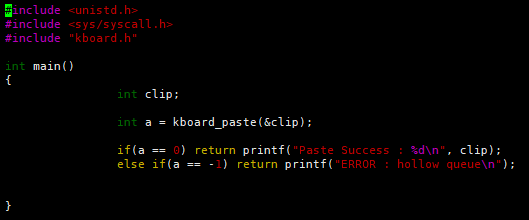 #include <unistd.h>
#include <sys/syscall.h>
#include "kboard.h"
int main()
{
int clip;
int a = kboard_paste(&clip);
if(a == 0) return printf("Paste Success : %d\n", clip);
else if(a == -1) return printf("ERROR : hollow queue\n");
}